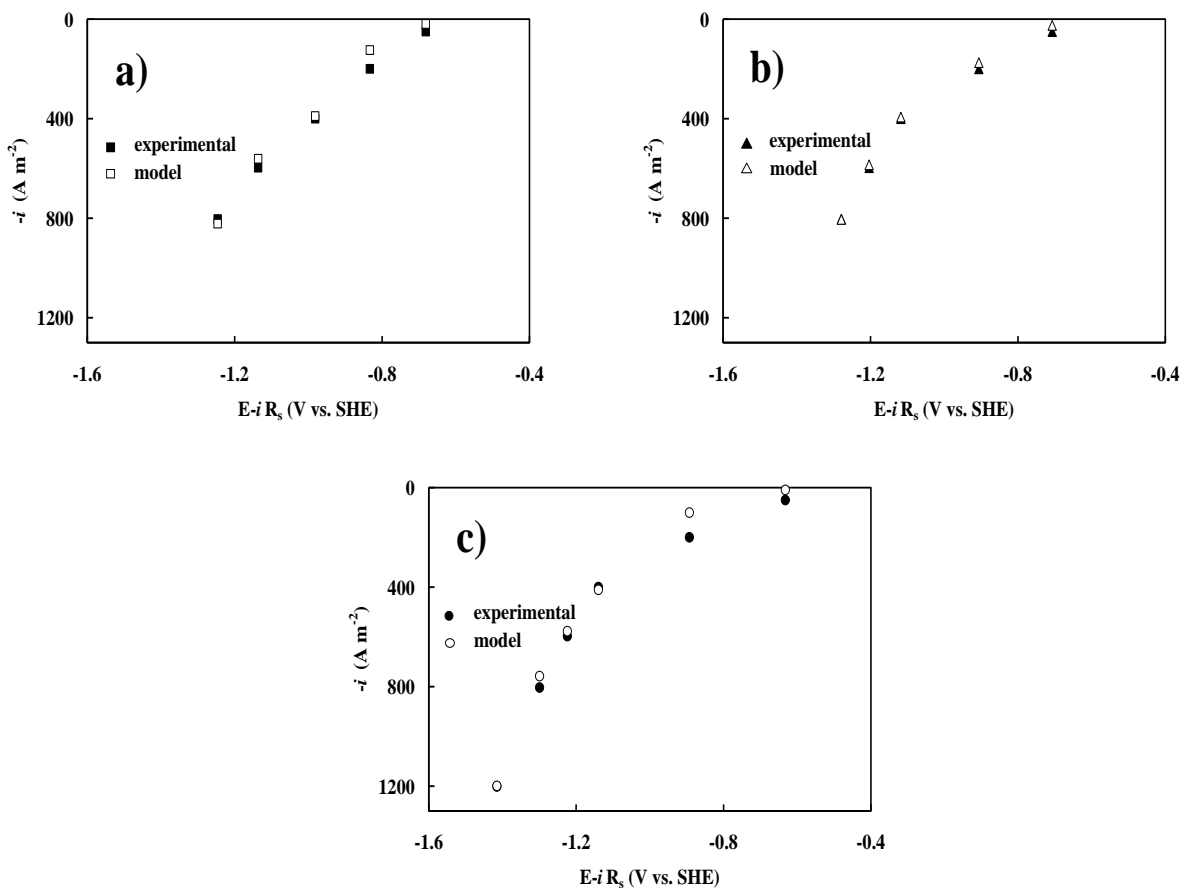 a)
0
400
800
1200
-i (A m-2)
experimental
model
-1.6 -1.2 -0.8 -0.4
E-i Rs (V vs. SHE)
b)
0
400
800
1200
-i (A m-2)
experimental
model
-1.6 -1.2 -0.8 -0.4
E-i Rs (V vs. SHE)
c)
0
400
800
1200
-i (A m-2)
experimental
model
-1.6 -1.2 -0.8 -0.4
E-i Rs (V vs. SHE)